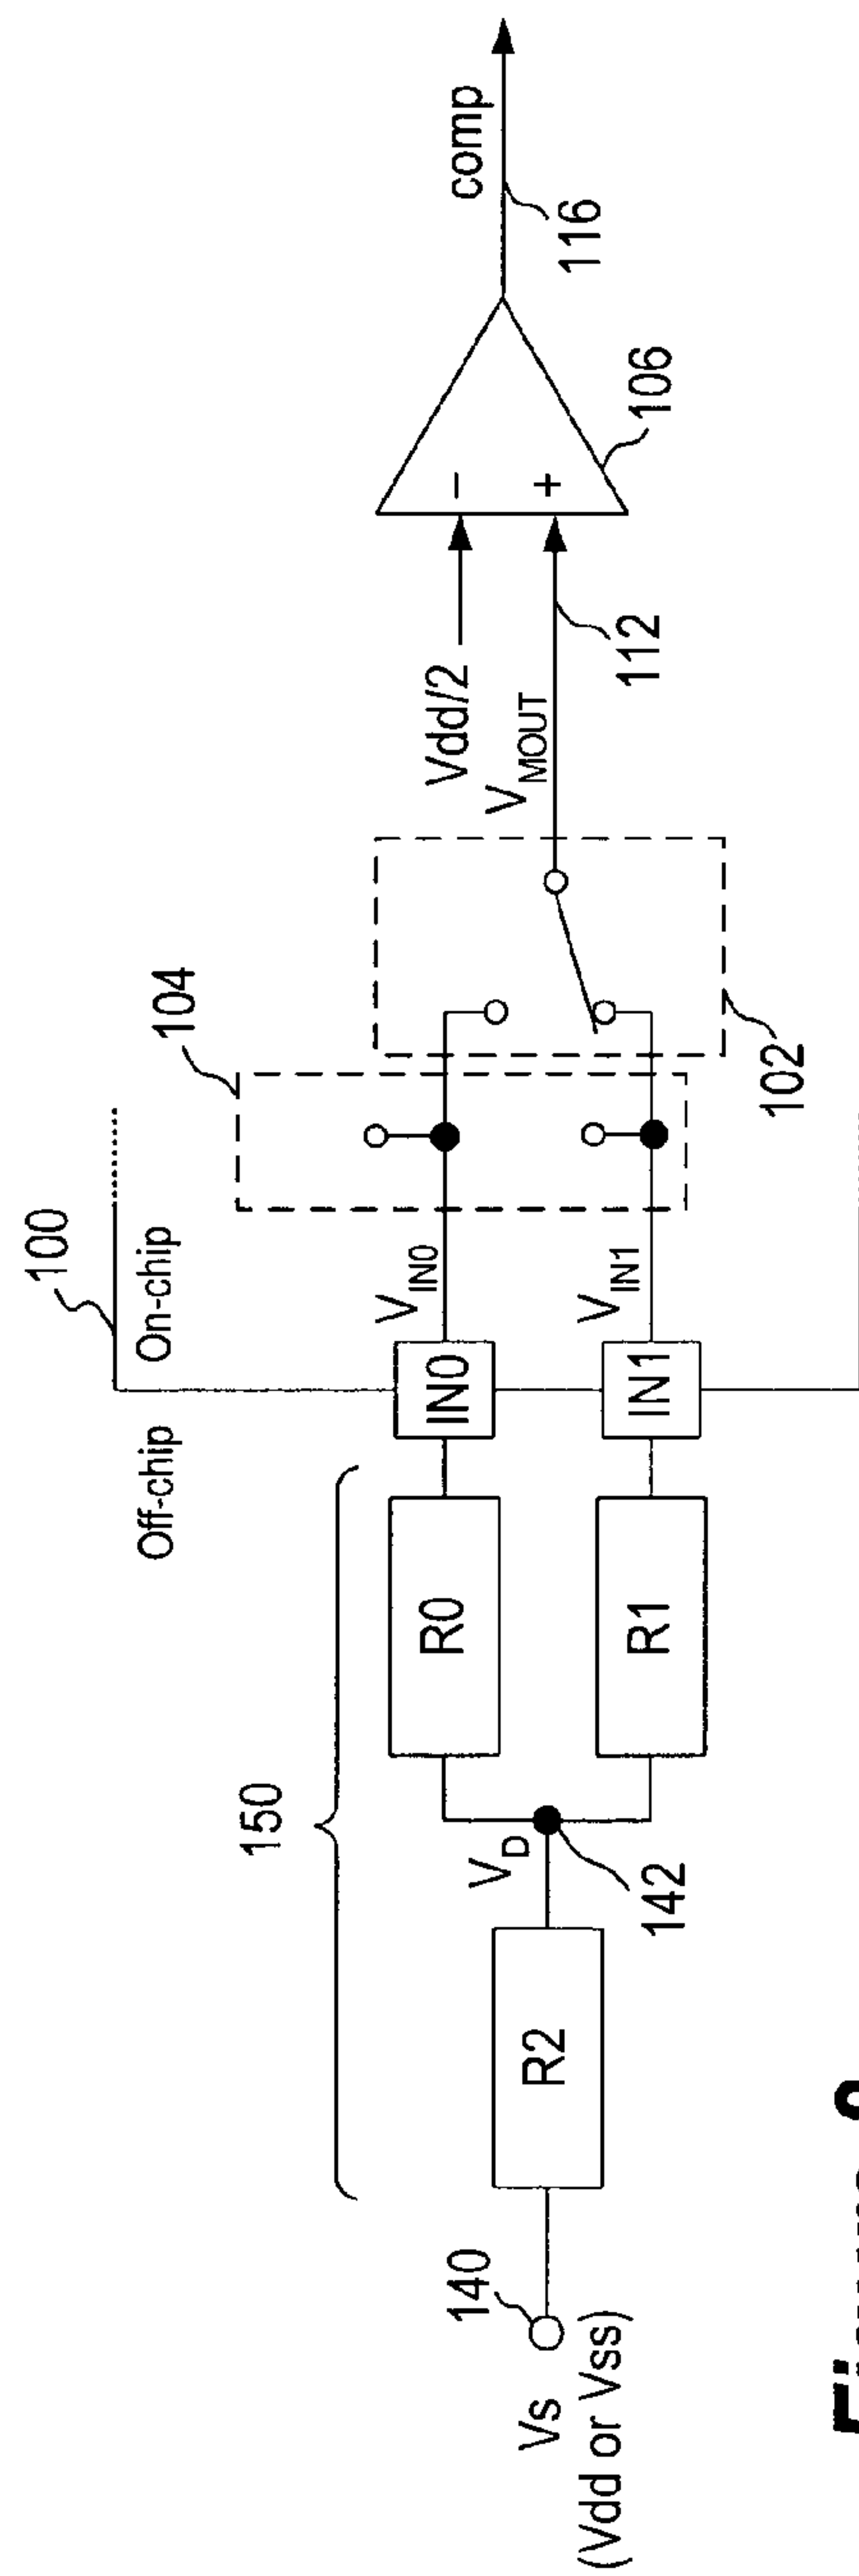 100
Off-chip
On-chip
104
150
Vs
(Vdd or Vss)
140
R2
V_D
142
R0
R1
IN0
IN1
V_IN0
V_IN1
102
V_MOUT
112
Vdd/2
-
+
106
comp
116